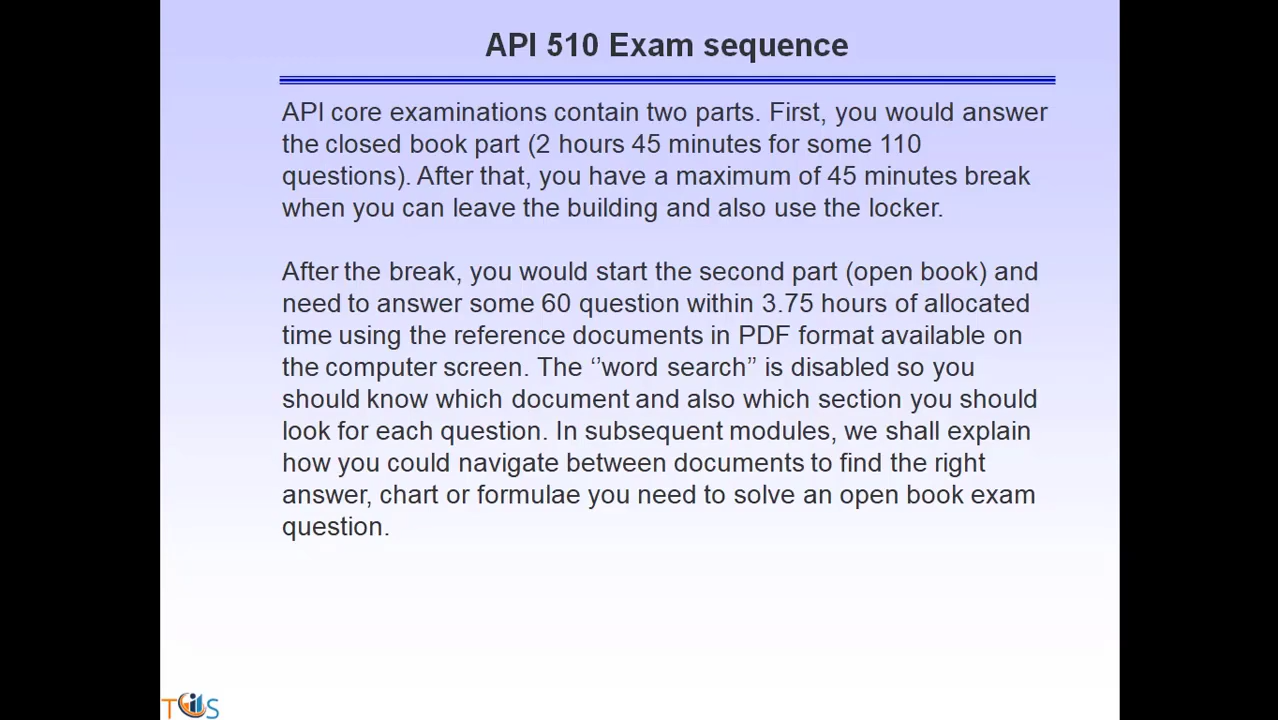 API 510 Exam sequence
API core examinations contain two parts. First, you would answer
the closed book part (2 hours 45 minutes for some 110
questions). After that, you have a maximum of 45 minutes break
when you can leave the building and also use the locker.
After the break, you would start the second part (open book) and
need to answer some 60 question within 3.75 hours of allocated
time using the reference documents in PDF format available on
the computer screen. The ‘’word search’’ is disabled so you
should know which document and also which section you should
look for each question. In subsequent modules, we shall explain
how you could navigate between documents to find the right
answer, chart or formulae you need to solve an open book exam
question.